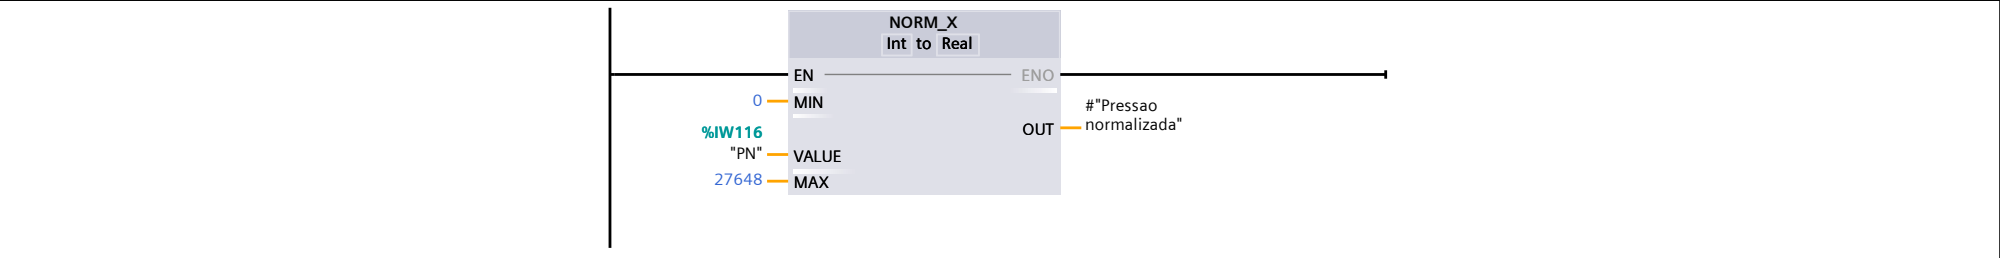 NORM_X
Int to Real
EN ENO
0 MIN
#"Pressao
normalizada"
OUT
%IW116
"PN" VALUE
27648 MAX